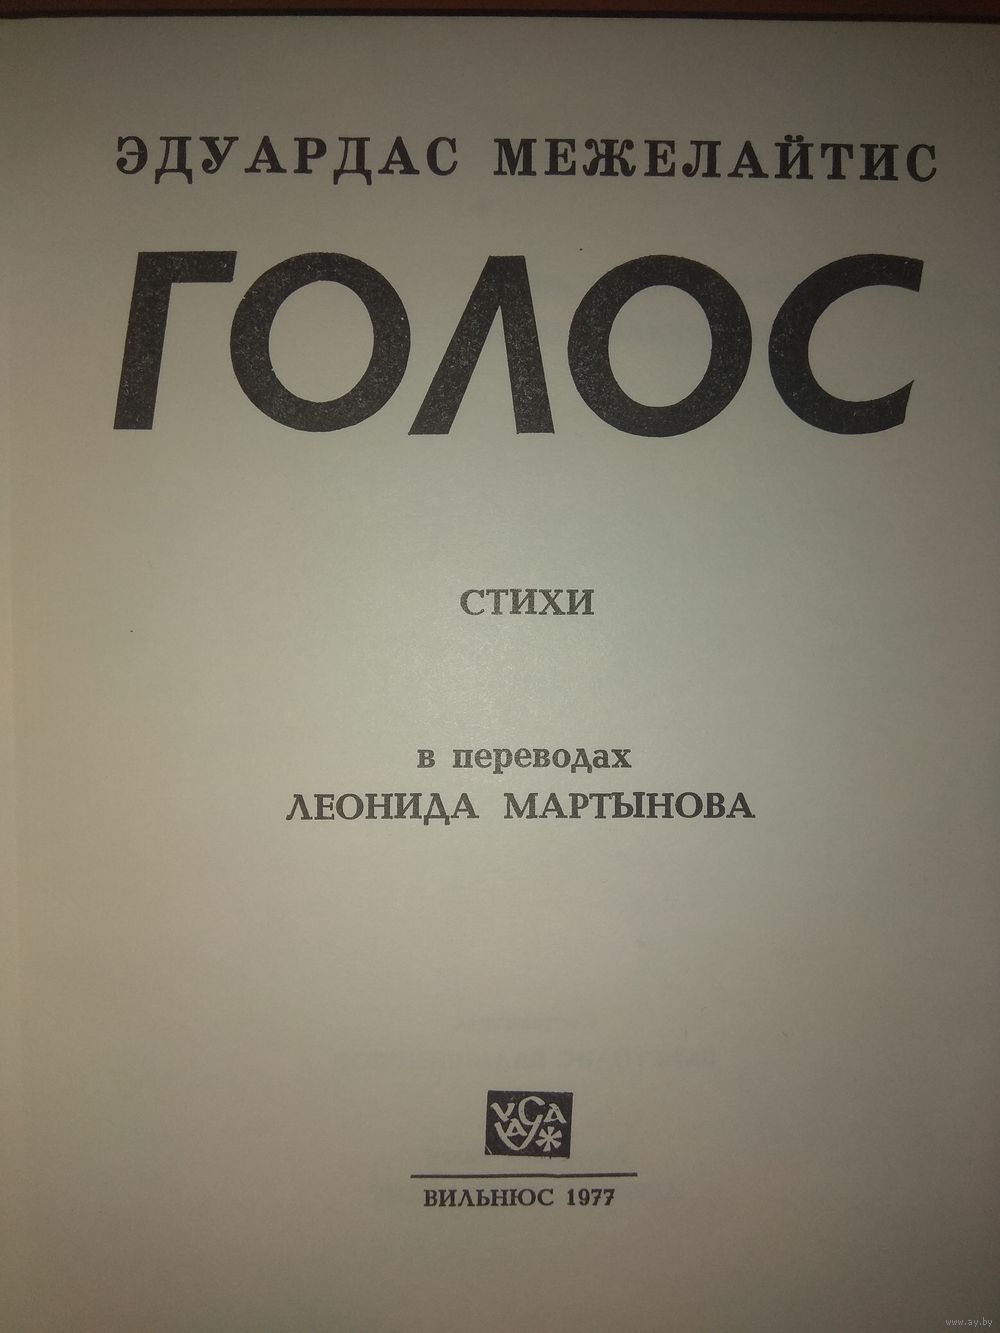 ЭДУАРДАС МЕЖЕЛАЙТИС
ГОЛОС
СТИХИ
в переводах
ЛЕОНИДА МАРТЫНОВА
VAGA
ВИЛЬНЮС 1977
www.ay.by